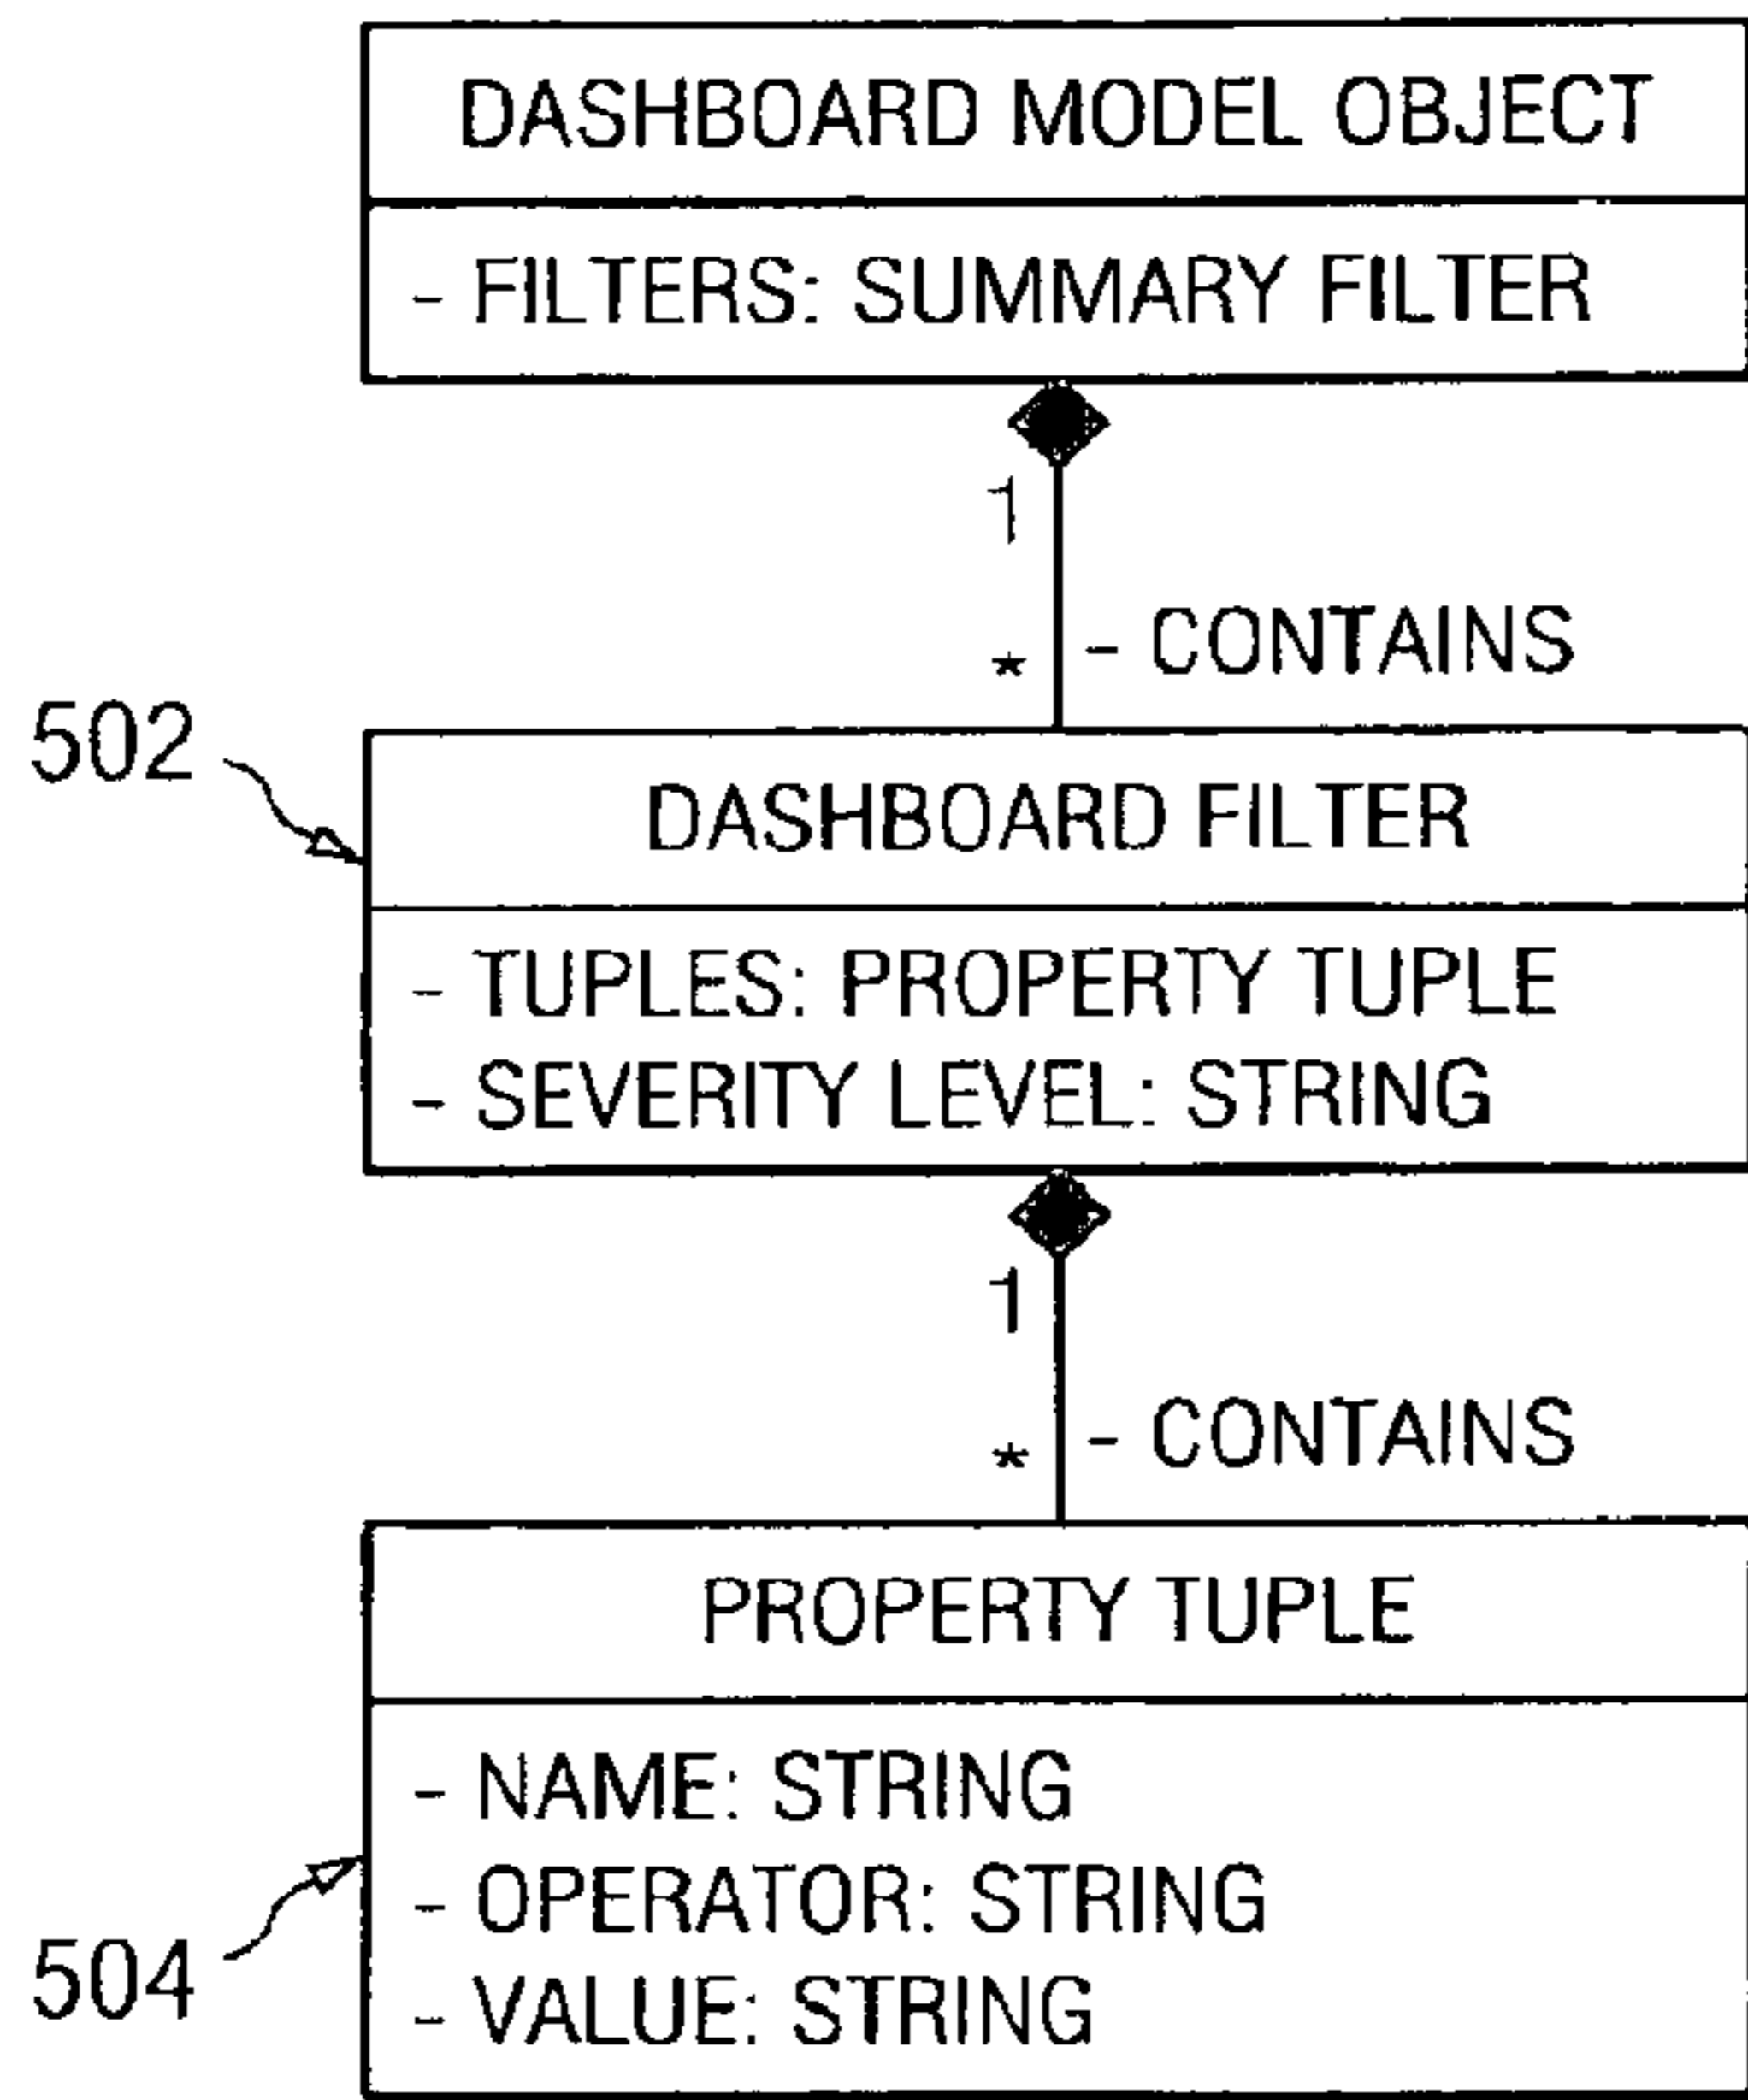 DASHBOARD MODEL OBJECT
- FILTERS: SUMMARY FILTER
1
* - CONTAINS
502
DASHBOARD FILTER
- TUPLES: PROPERTY TUPLE
- SEVERITY LEVEL: STRING
1
* - CONTAINS
PROPERTY TUPLE
- NAME: STRING
- OPERATOR: STRING
504
- VALUE: STRING